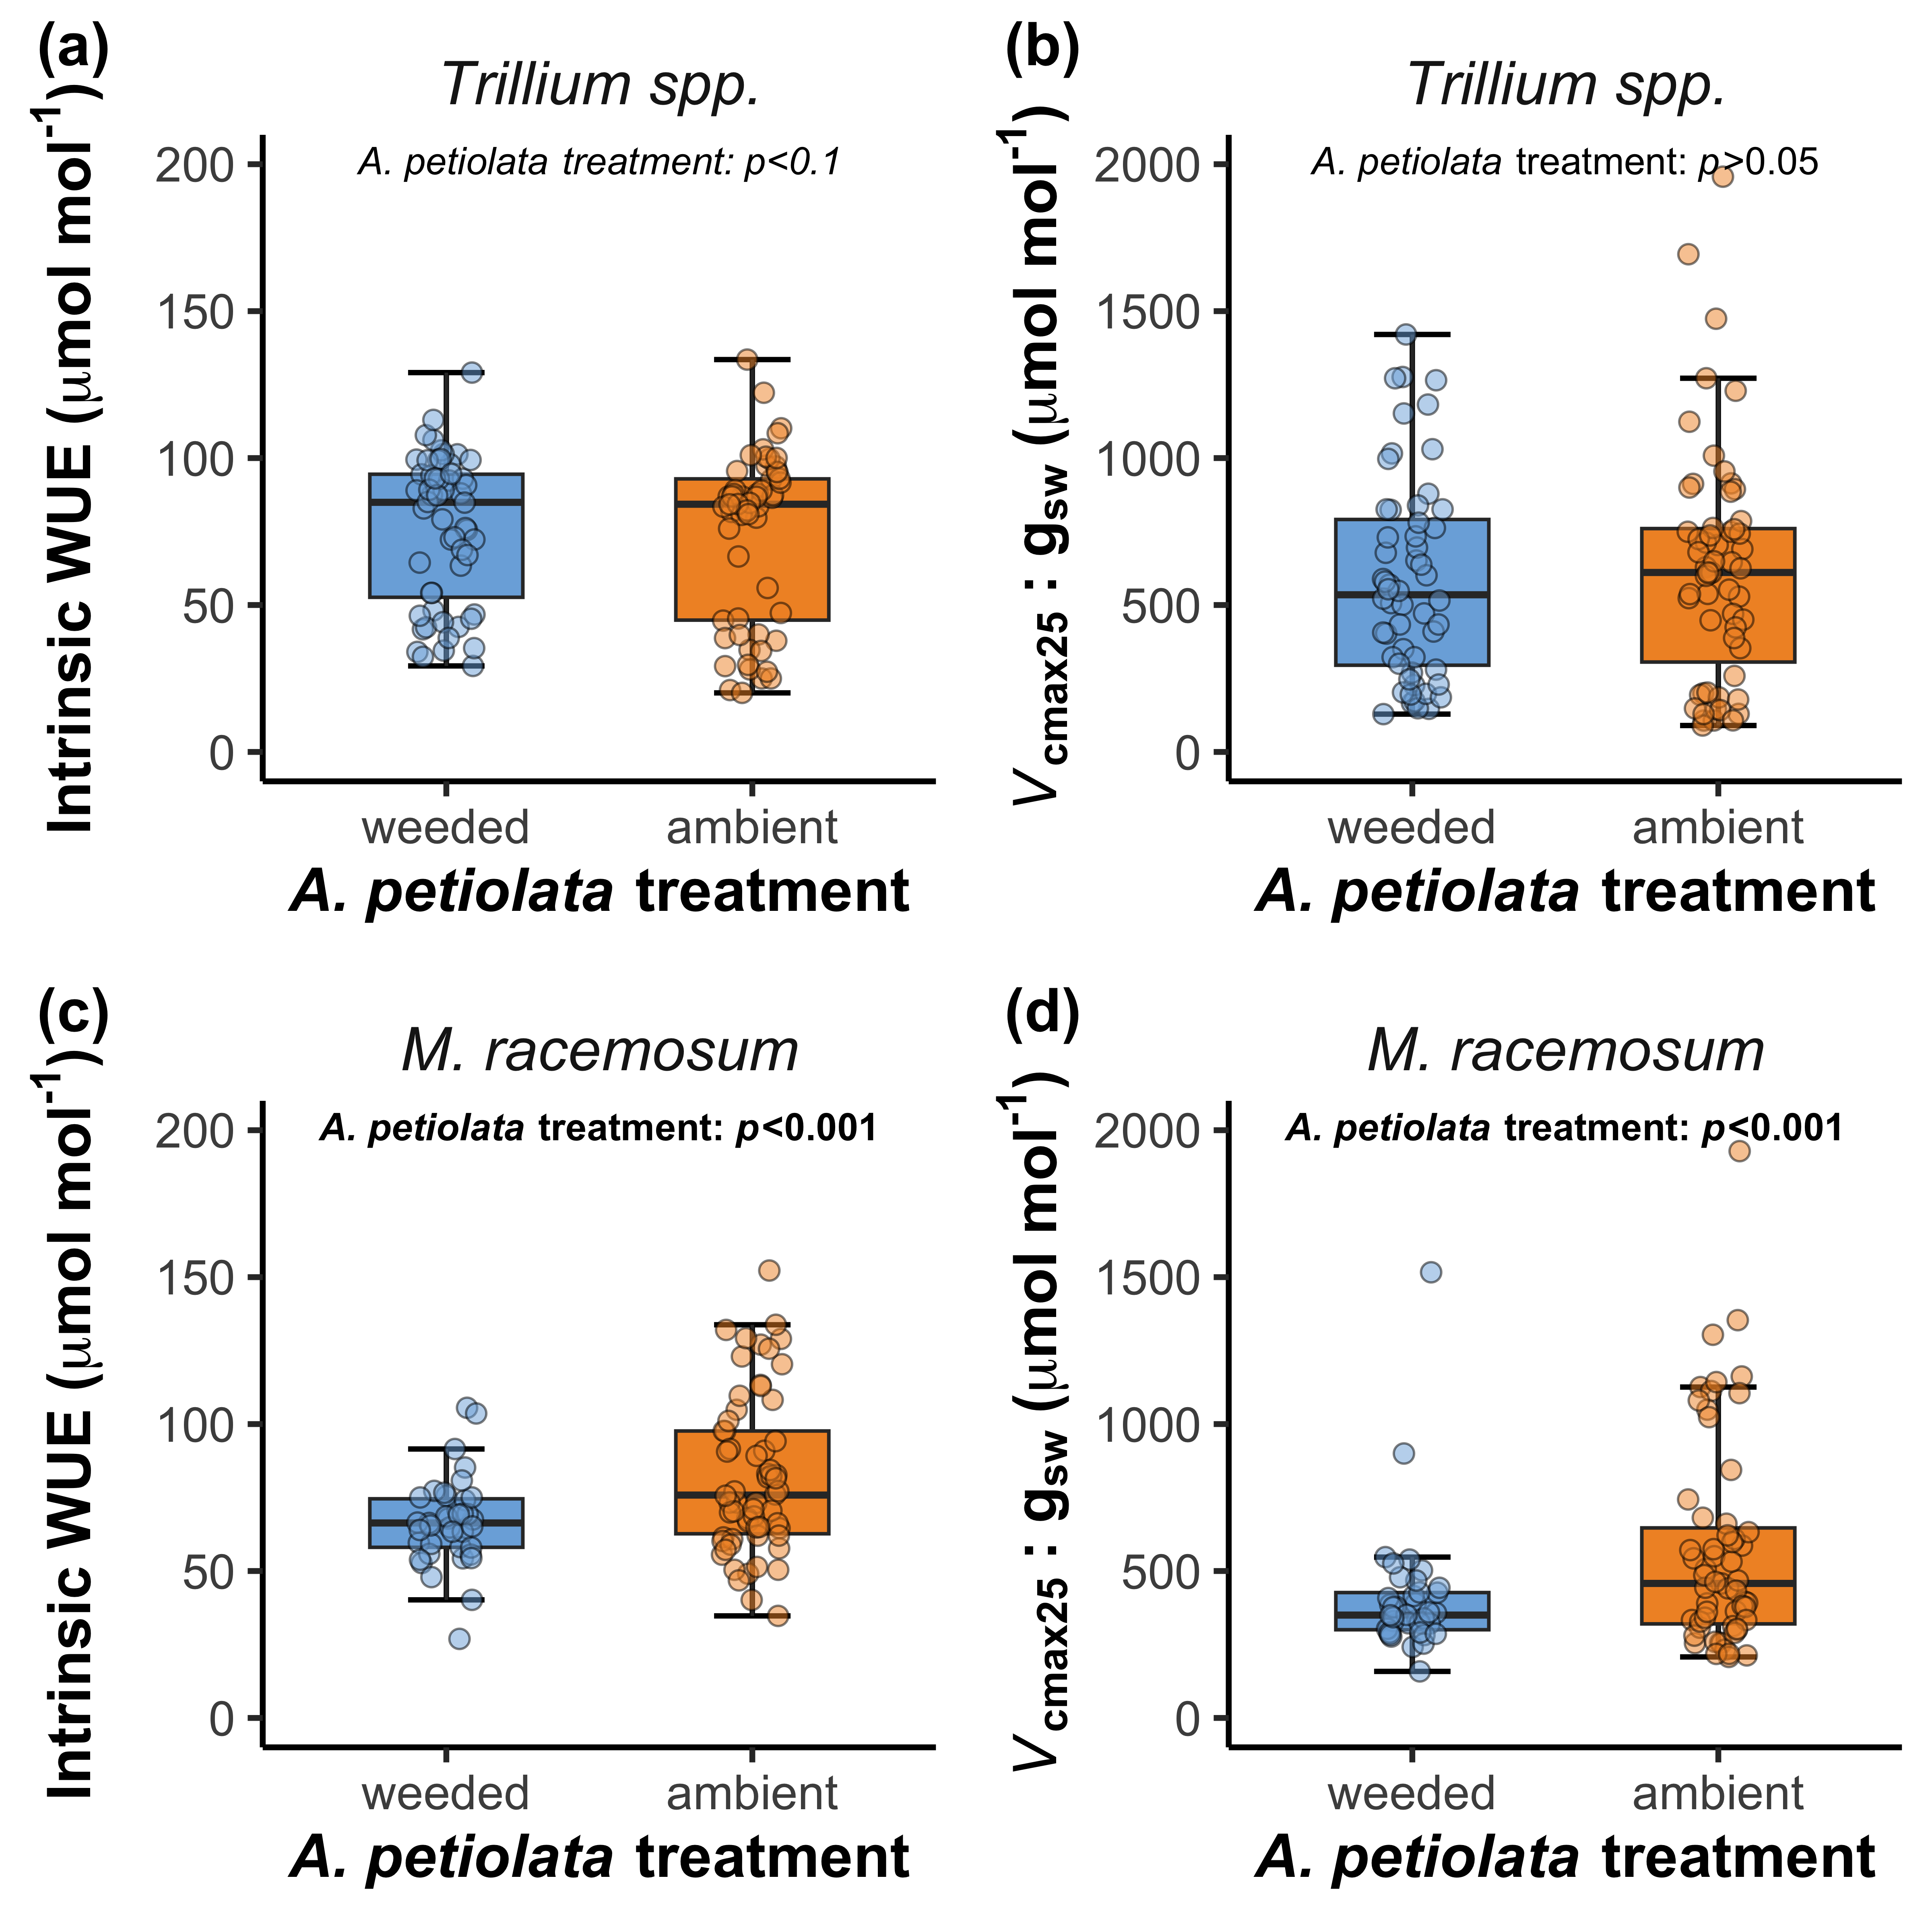 (a)
Trillium spp.
A. petiolata treatment: p<0.1
Intrinsic WUE (μmol mol⁻¹)
200
150
100
50
0
weeded ambient
A. petiolata treatment
(b)
Trillium spp.
A. petiolata treatment: p>0.05
Vcmax25 : gsw (μmol mol⁻¹)
2000
1500
1000
500
0
weeded ambient
A. petiolata treatment
(c)
M. racemosum
A. petiolata treatment: p<0.001
Intrinsic WUE (μmol mol⁻¹)
200
150
100
50
0
weeded ambient
A. petiolata treatment
(d)
M. racemosum
A. petiolata treatment: p<0.001
Vcmax25 : gsw (μmol mol⁻¹)
2000
1500
1000
500
0
weeded ambient
A. petiolata treatment